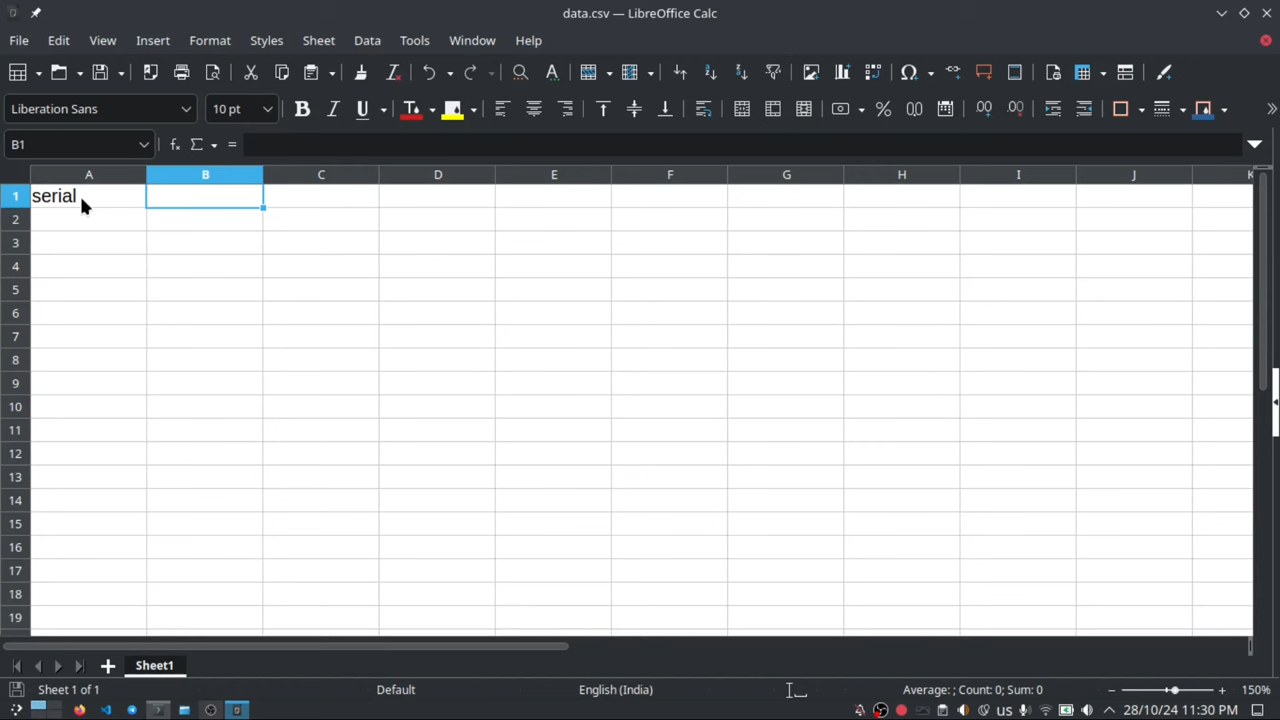 data.csv — LibreOffice Calc
File Edit View Insert Format Styles Sheet Data Tools Window Help
Liberation Sans 10 pt
B1
A B C D E F G H I J K
1 serial
2
3
4
5
6
7
8
9
10
11
12
13
14
15
16
17
18
19
Sheet1
Sheet 1 of 1 Default English (India) Average: ; Count: 0; Sum: 0 150%
us 28/10/24 11:30 PM